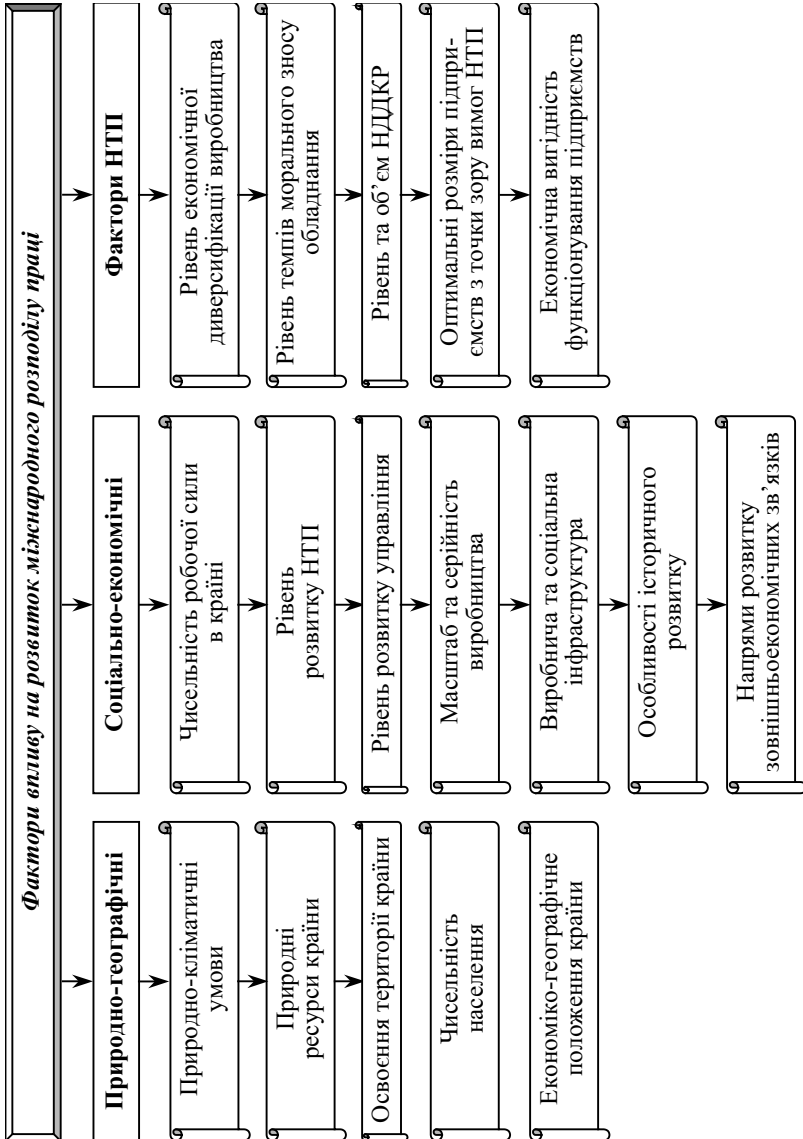 Фактори впливу на розвиток міжнародного розподілу праці
Природно-географічні
Природно-кліматичні
умови
Природні
ресурси країни
Освоєння території країни
Чисельність
населення
Економіко-географічне
положення країни
Соціально-економічні
Чисельність робочої сили
в країні
Рівень
розвитку НТП
Рівень розвитку управління
Масштаб та серійність
виробництва
Виробнича та соціальна
інфраструктура
Особливості історичного
розвитку
Напрями розвитку
зовнішньоекономічних зв’язків
Фактори НТП
Рівень економічної
диверсифікації виробництва
Рівень темпів морального зносу
обладнання
Рівень та об’єм НДДКР
Оптимальні розміри підпри-
ємств з точки зору вимог НТП
Економічна вигідність
функціонування підприємств